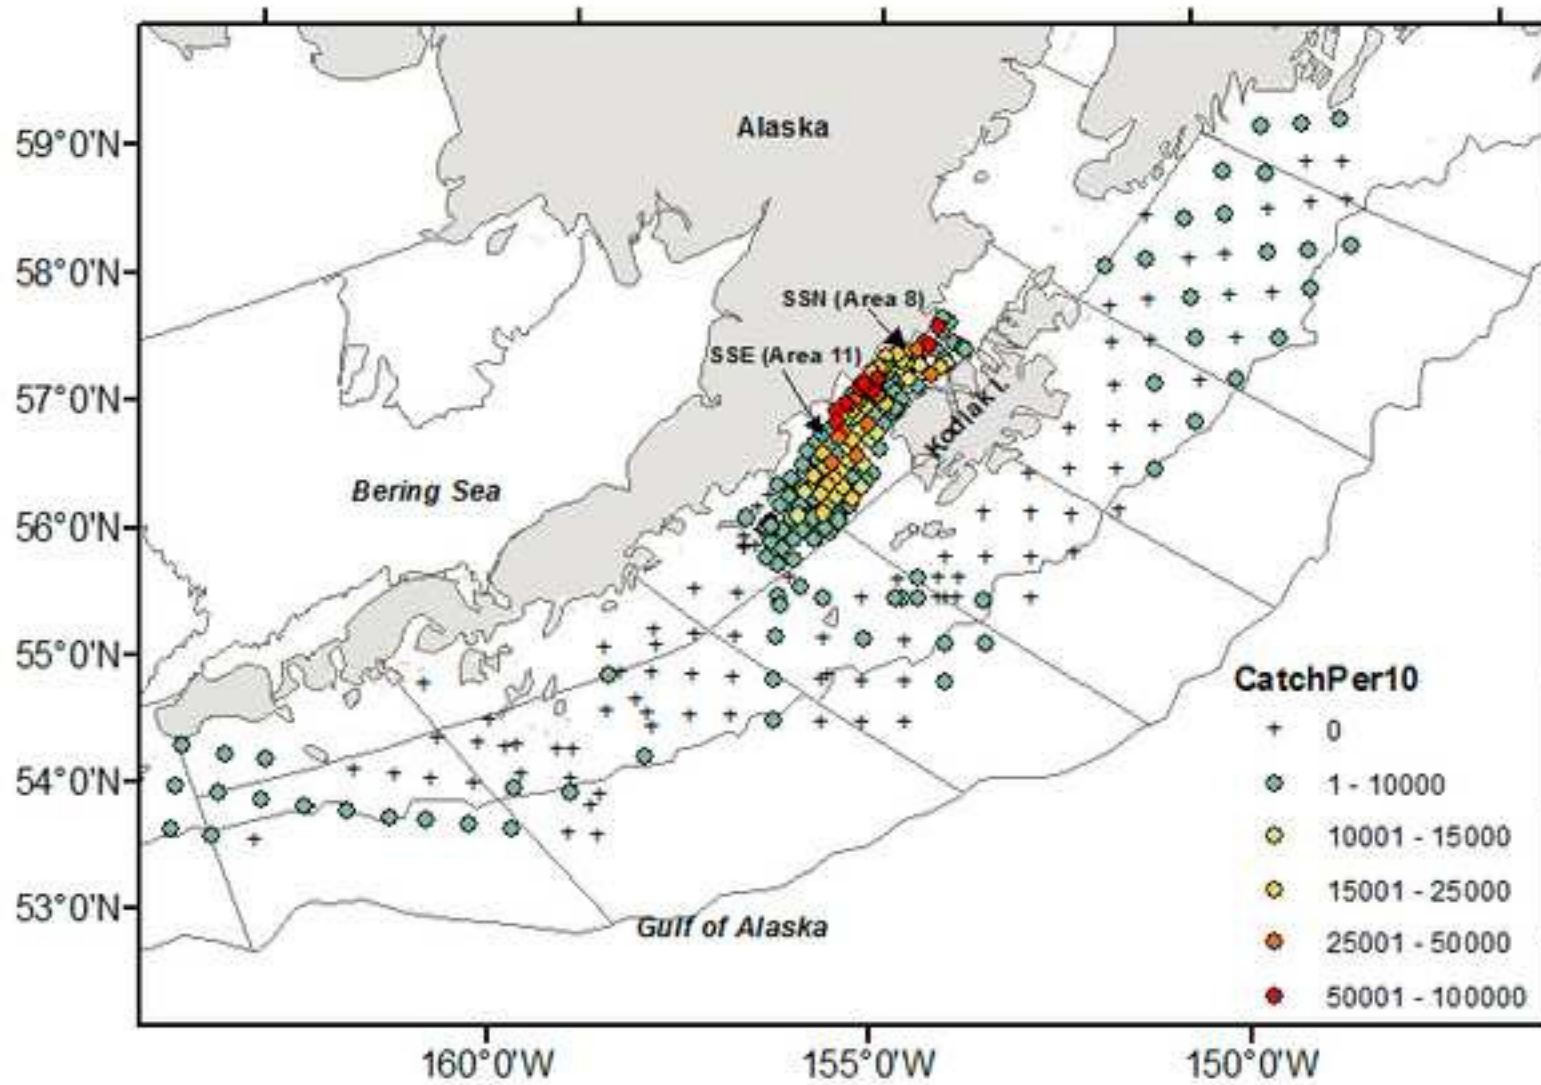 59°0'N
58°0'N
57°0'N
56°0'N
55°0'N
54°0'N
53°0'N
Alaska
SSN (Area 8)
SSE (Area 11)
Kodiak I.
Bering Sea
Gulf of Alaska
CatchPer10
0
1 - 10000
10001 - 15000
15001 - 25000
25001 - 50000
50001 - 100000
160°0'W
155°0'W
150°0'W